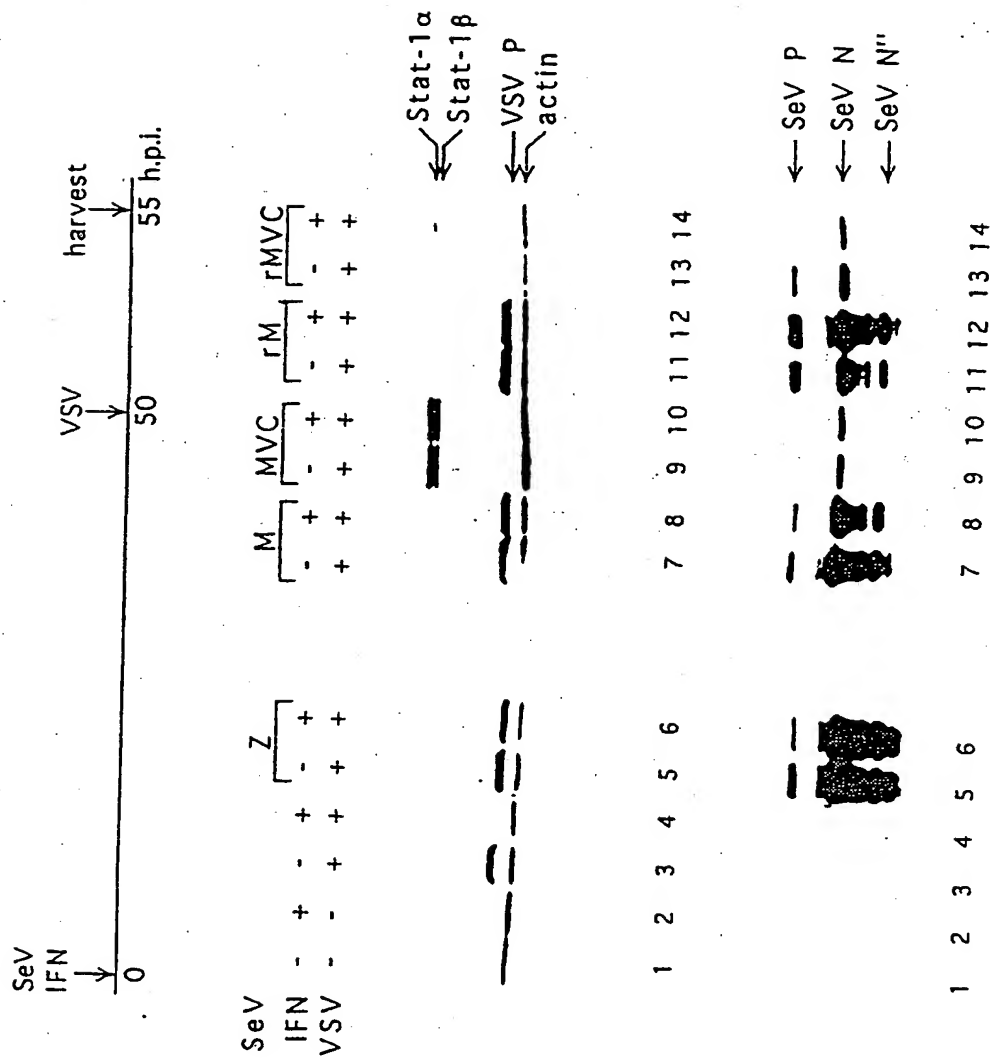 SeV
IFN
VSV
harvest
0
50
55 h.p.i.
SeV
Z
M
MVC
rM
rMVC
IFN - + - + - + - + - + - + - +
VSV - - + + + + + + + + + + + +
Stat-1α
Stat-1β
VSV P
actin
1 2 3 4 5 6 7 8 9 10 11 12 13 14
SeV P
SeV N
SeV N"
1 2 3 4 5 6 7 8 9 10 11 12 13 14